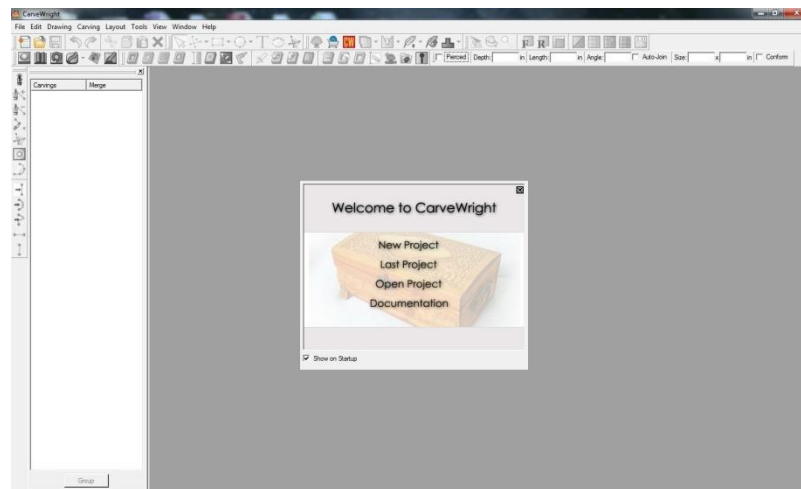 CarveWright
File Edit Drawing Carving Layout Tools View Window Help
Pierced Depth: in Length: in Angle: Auto-Join Size: x in Conform
Carvings Merge
Welcome to CarveWright
New Project
Last Project
Open Project
Documentation
Show on Startup
Group